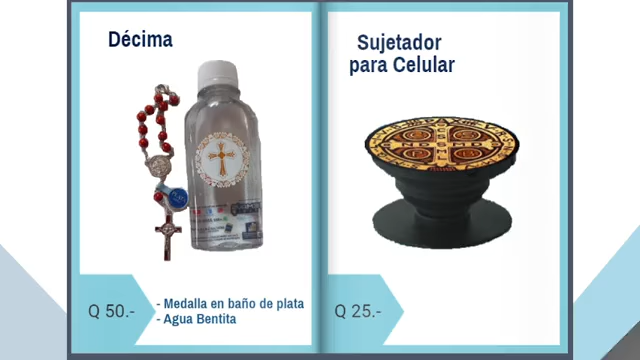 Décima
Q 50.-
- Medalla en baño de plata
- Agua Bentita
Sujetador
para Celular
Q 25.-